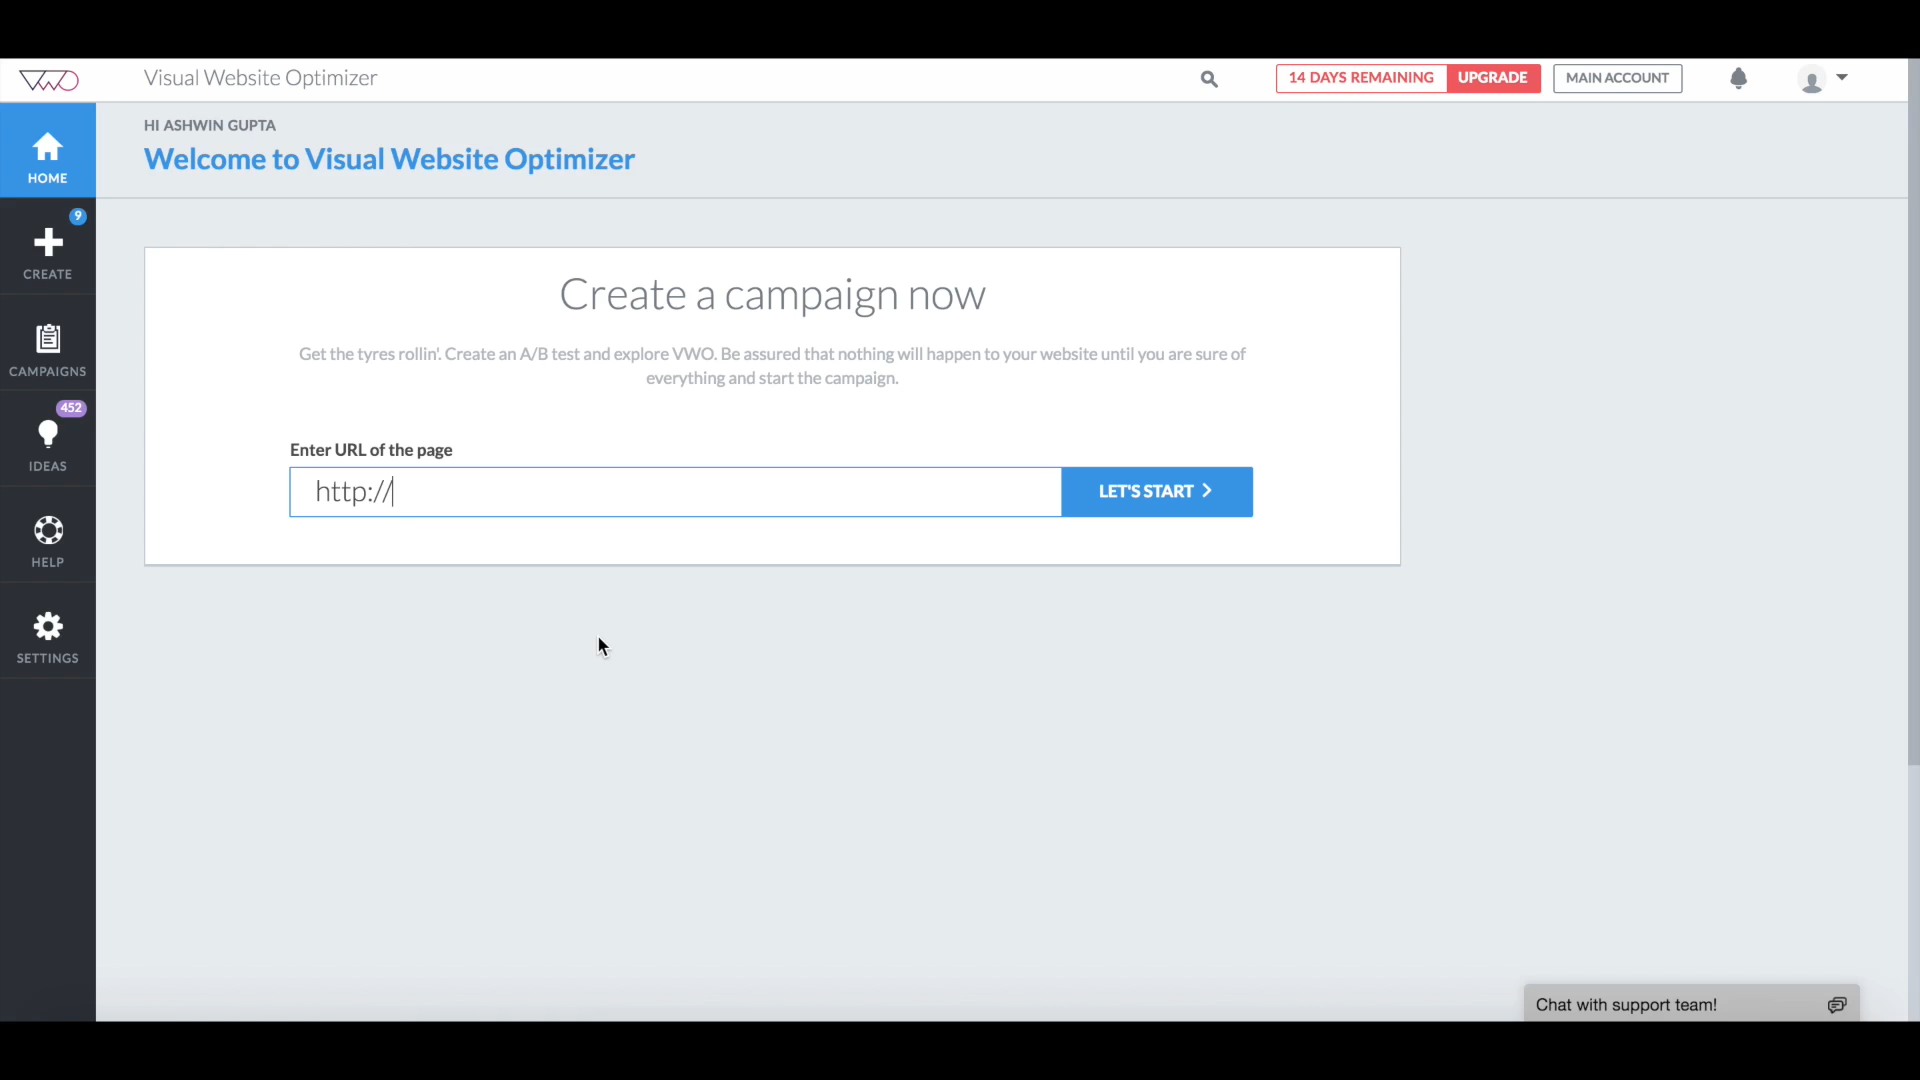 VWO
Visual Website Optimizer
14 DAYS REMAINING
UPGRADE
MAIN ACCOUNT
HOME
9
CREATE
CAMPAIGNS
452
IDEAS
HELP
SETTINGS
HI ASHWIN GUPTA
Welcome to Visual Website Optimizer
Create a campaign now
Get the tyres rollin'. Create an A/B test and explore VWO. Be assured that nothing will happen to your website until you are sure of
everything and start the campaign.
Enter URL of the page
http://
LET'S START
Chat with support team!